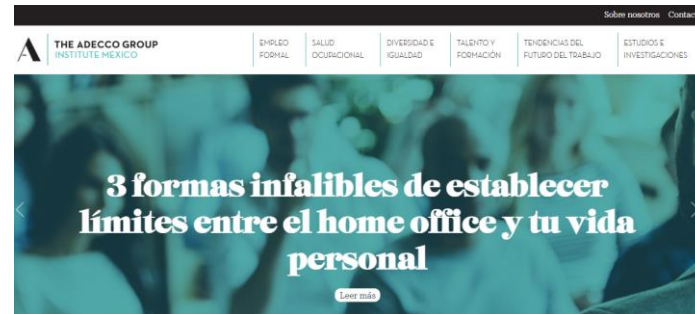 Sobre nosotros
THE ADECCO GROUP
INSTITUTE MEXICO
EMPLEO
FORMAL
SALUD
OCUPACIONAL
DIVERSIDAD E
IGUALDAD
TALENTO Y
FORMACIÓN
TENDENCIAS DEL
FUTURO DEL TRABAJO
ESTUDIOS E
INVESTIGACIONES
3 formas infalibles de establecer
límites entre el home office y tu vida
personal
Leer más